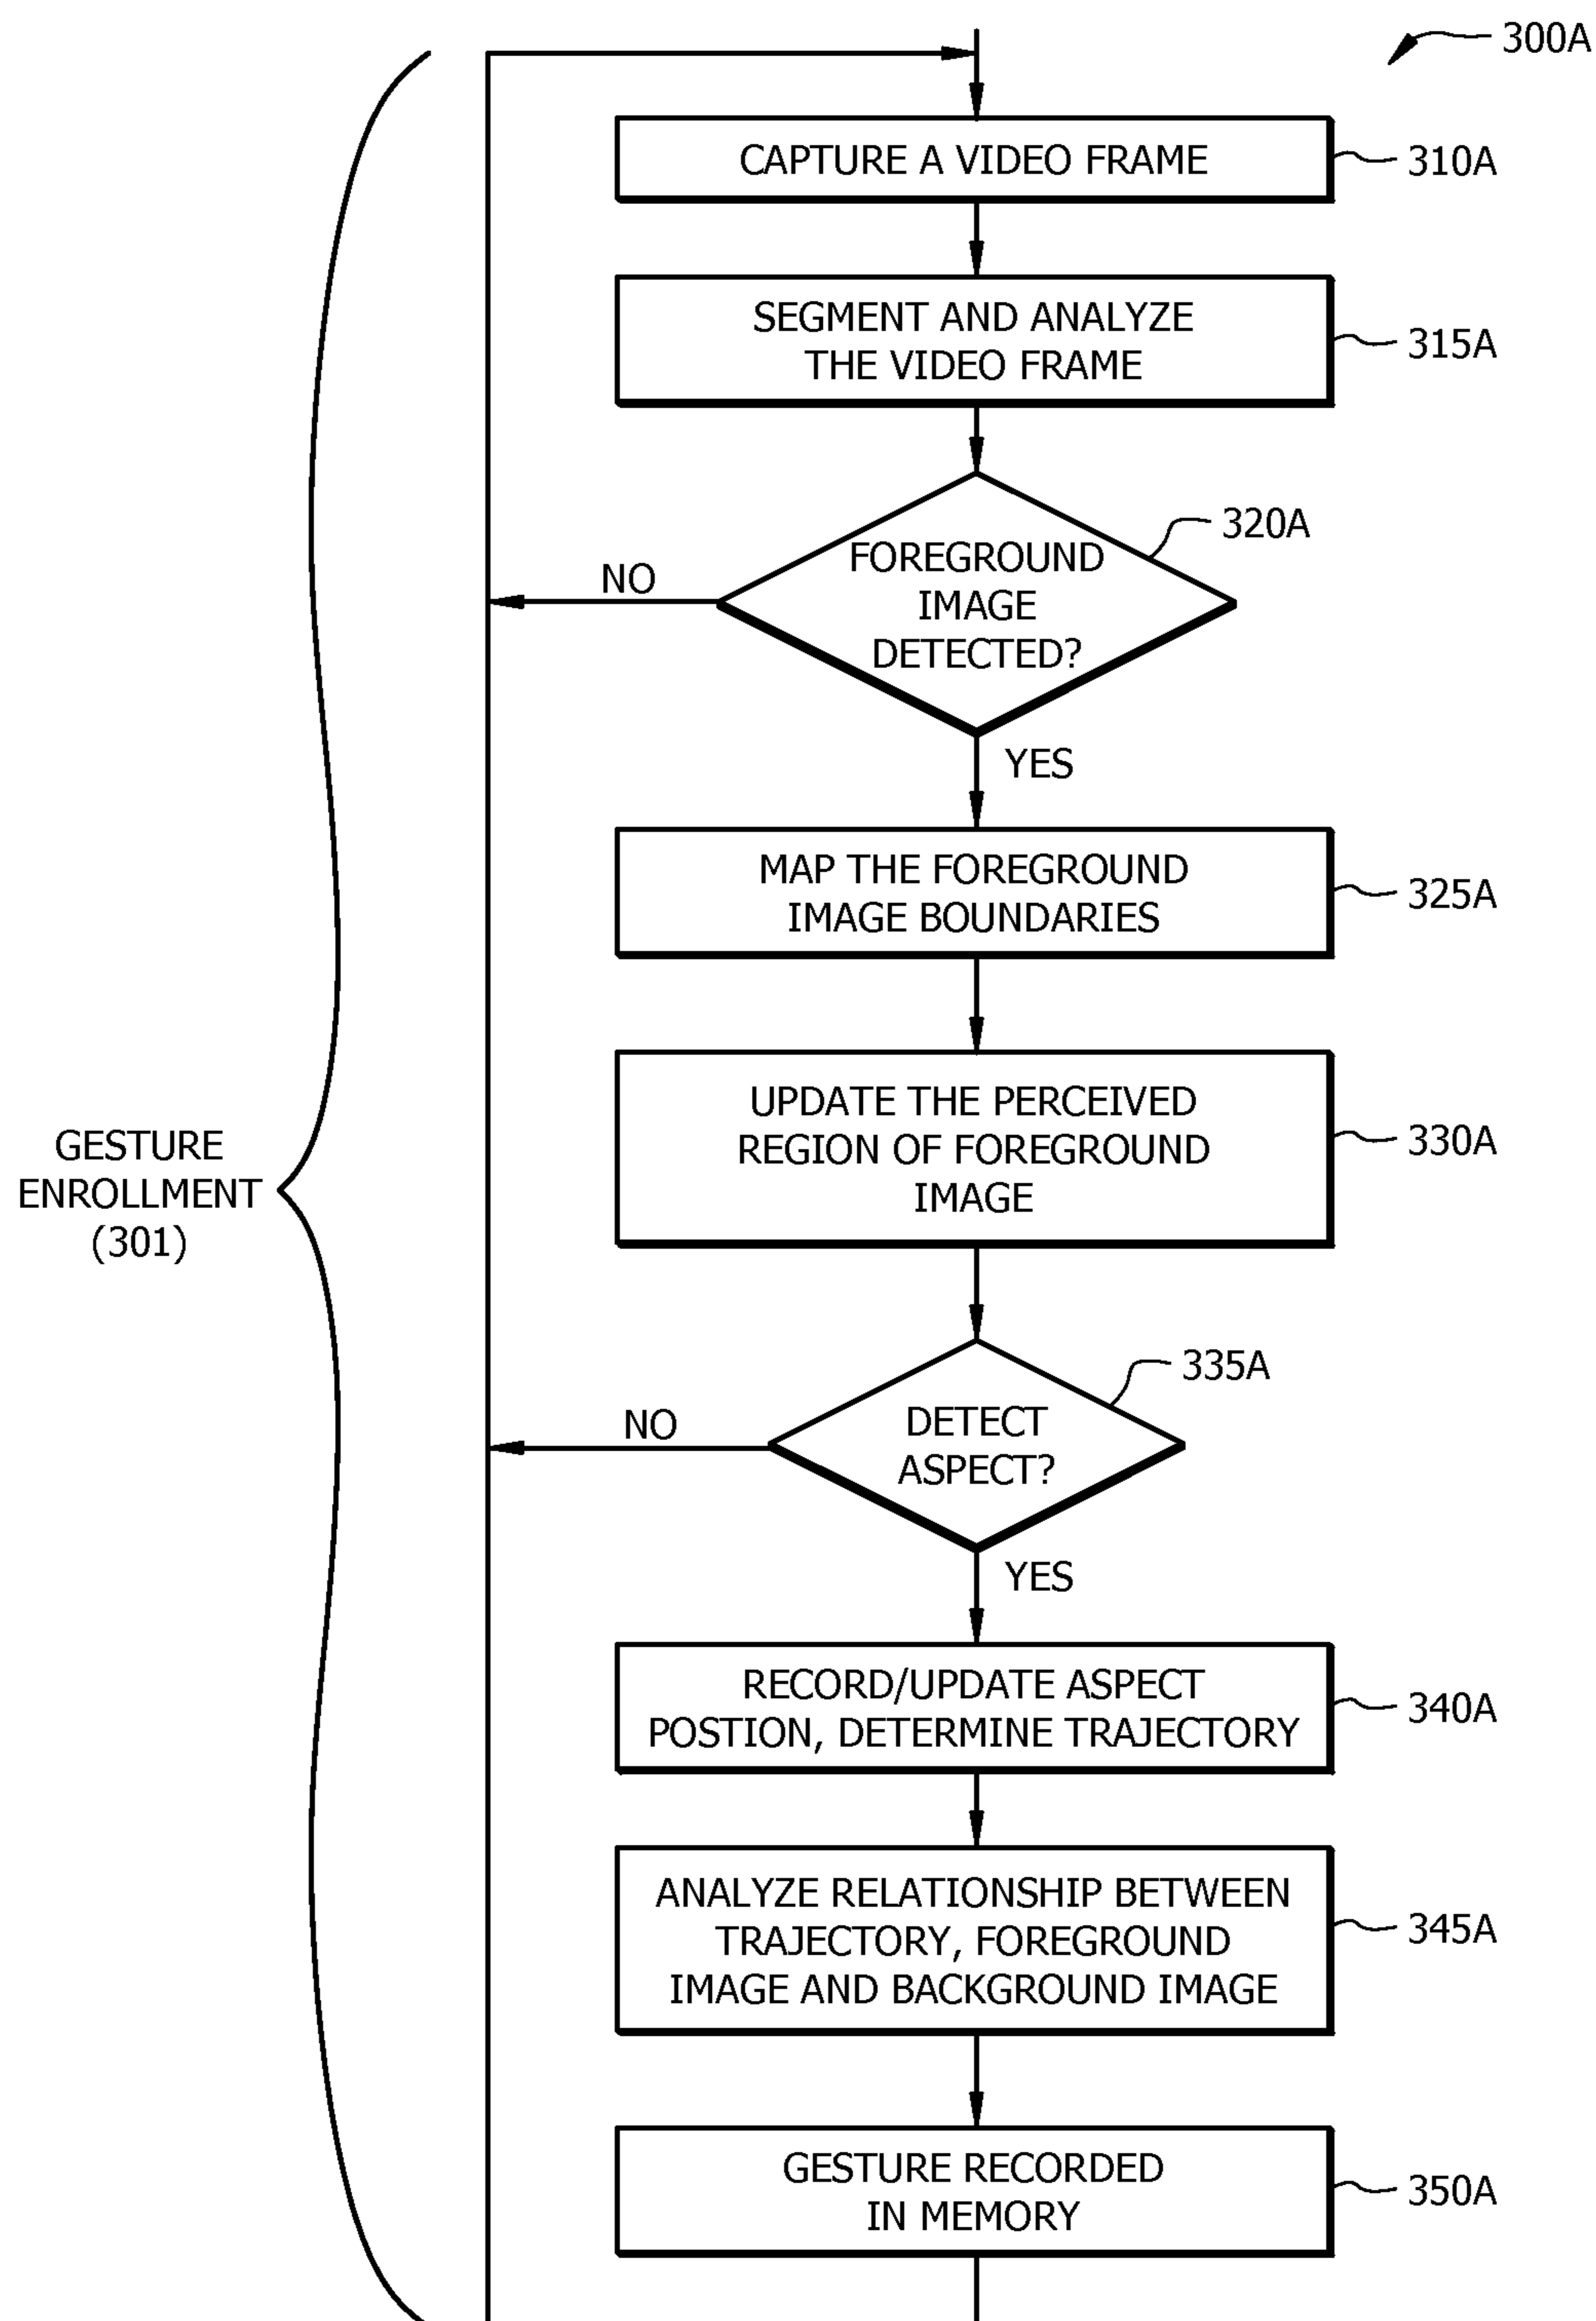 300A
CAPTURE A VIDEO FRAME
310A
SEGMENT AND ANALYZE
THE VIDEO FRAME
315A
320A
FOREGROUND
IMAGE
DETECTED?
NO
YES
MAP THE FOREGROUND
IMAGE BOUNDARIES
325A
UPDATE THE PERCEIVED
REGION OF FOREGROUND
IMAGE
330A
GESTURE
ENROLLMENT
(301)
335A
DETECT
ASPECT?
NO
YES
RECORD/UPDATE ASPECT
POSTION, DETERMINE TRAJECTORY
340A
ANALYZE RELATIONSHIP BETWEEN
TRAJECTORY, FOREGROUND
IMAGE AND BACKGROUND IMAGE
345A
GESTURE RECORDED
IN MEMORY
350A